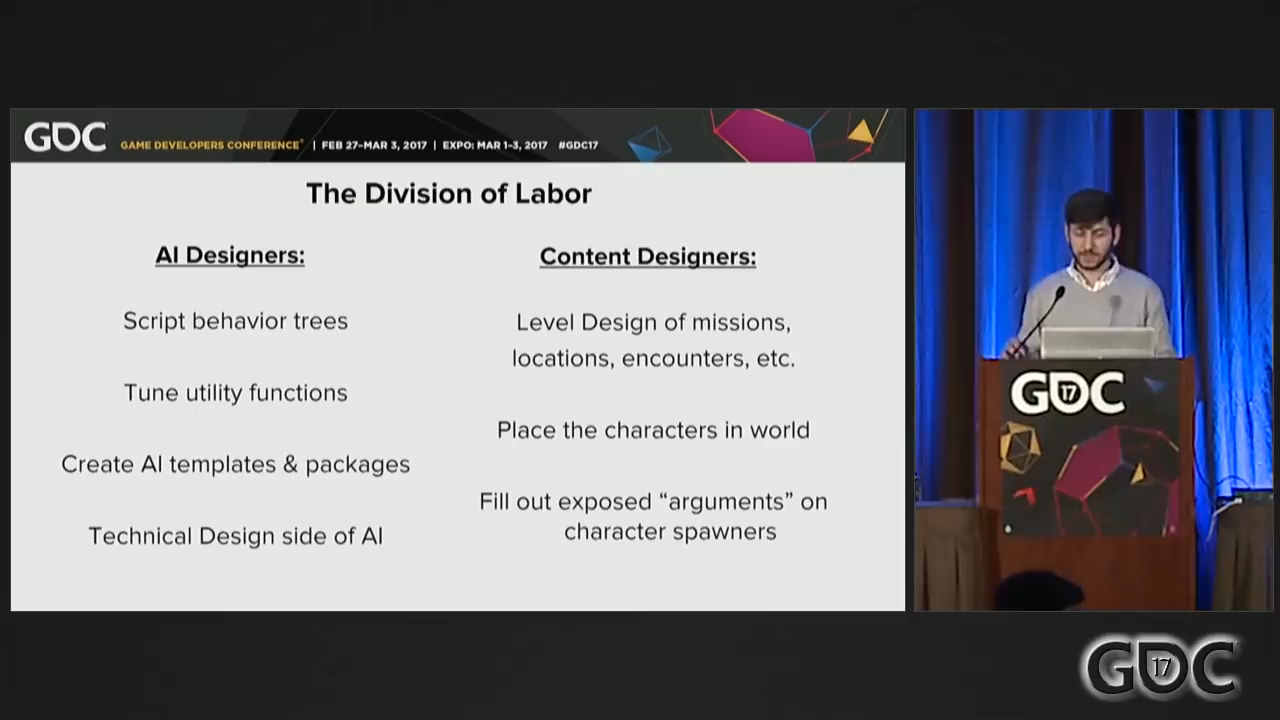 GDC GAME DEVELOPERS CONFERENCE® | FEB 27–MAR 3, 2017 | EXPO: MAR 1–3, 2017 #GDC17
The Division of Labor
AI Designers:
Script behavior trees
Tune utility functions
Create AI templates & packages
Technical Design side of AI
Content Designers:
Level Design of missions,
locations, encounters, etc.
Place the characters in world
Fill out exposed “arguments” on
character spawners
GDC 17
GDC 17